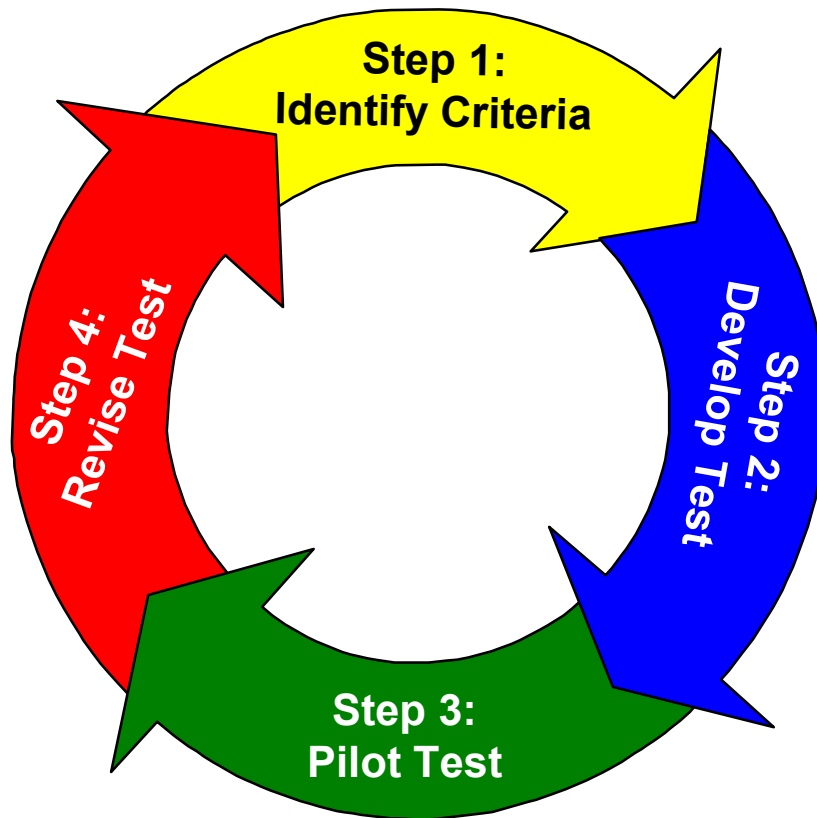 Step 1:
Identify Criteria
Step 2:
Develop Test
Step 3:
Pilot Test
Step 4:
Revise Test